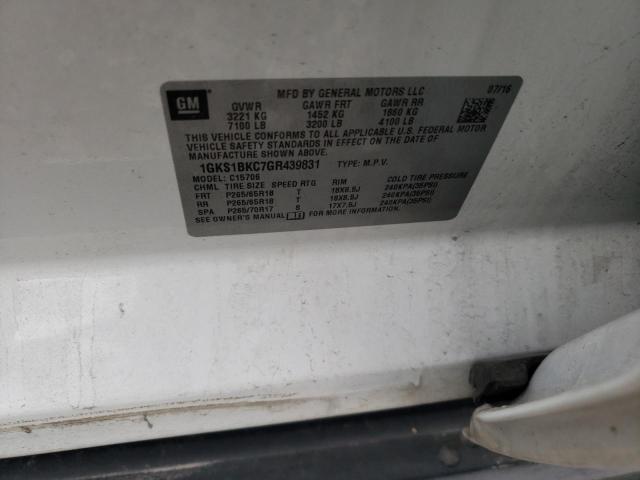 GM
MFD BY GENERAL MOTORS LLC 07/16
GVWR GAWR FRT GAWR RR
3221 KG 1452 KG 1860 KG
7100 LB 3200 LB 4100 LB
THIS VEHICLE CONFORMS TO ALL APPLICABLE U.S. FEDERAL MOTOR
VEHICLE SAFETY STANDARDS IN EFFECT ON THE DATE OF
MANUFACTURE SHOWN ABOVE.
1GKS1BKC7GR439831 TYPE: M.P.V.
MODEL: C15706
CHML TIRE SIZE SPEED RTG RIM COLD TIRE PRESSURE
FRT P265/65R18 T 18X8.5J 240KPA(35PSI)
RR P265/65R18 T 18X8.5J 240KPA(35PSI)
SPA P265/70R17 S 17X7.5J 240KPA(35PSI)
SEE OWNER'S MANUAL FOR MORE INFORMATION.